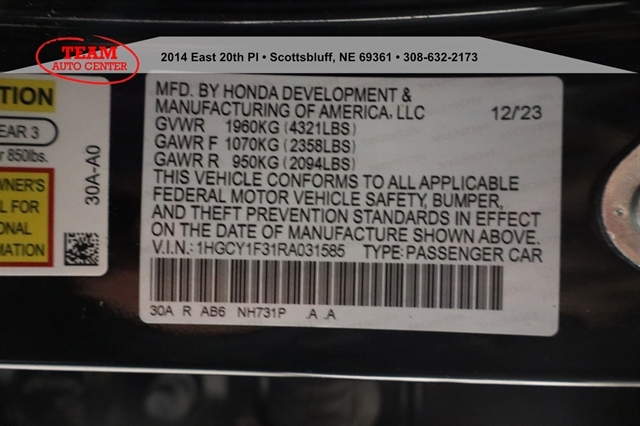 TEAM
AUTO CENTER
2014 East 20th Pl • Scottsbluff, NE 69361 • 308-632-2173
TION
EAR 3
r 850lbs.
WNER'S
L FOR
ONAL
MATION
30A-A0
MFD. BY HONDA DEVELOPMENT &
MANUFACTURING OF AMERICA, LLC 12/23
GVWR 1960KG (4321LBS)
GAWR F 1070KG (2358LBS)
GAWR R 950KG (2094LBS)
THIS VEHICLE CONFORMS TO ALL APPLICABLE
FEDERAL MOTOR VEHICLE SAFETY, BUMPER,
AND THEFT PREVENTION STANDARDS IN EFFECT
ON THE DATE OF MANUFACTURE SHOWN ABOVE.
V.I.N.: 1HGCY1F31RA031585 TYPE: PASSENGER CAR
30A R AB6 NH731P .A .A